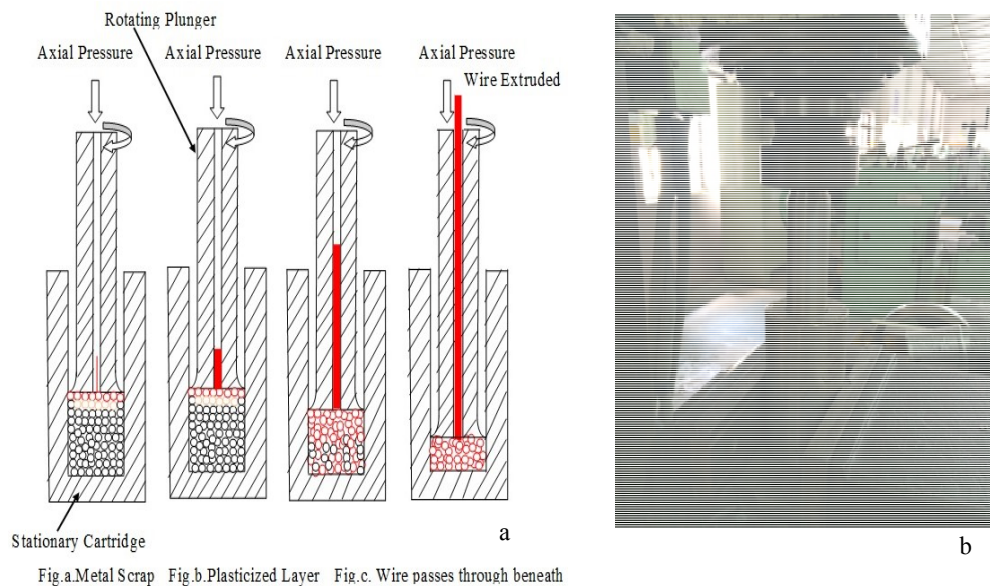 Rotating Plunger
Axial Pressure Axial Pressure Axial Pressure Axial Pressure
Wire Extruded
Stationary Cartridge
a
b
Fig.a.Metal Scrap Fig.b.Plasticized Layer Fig.c. Wire passes through beneath